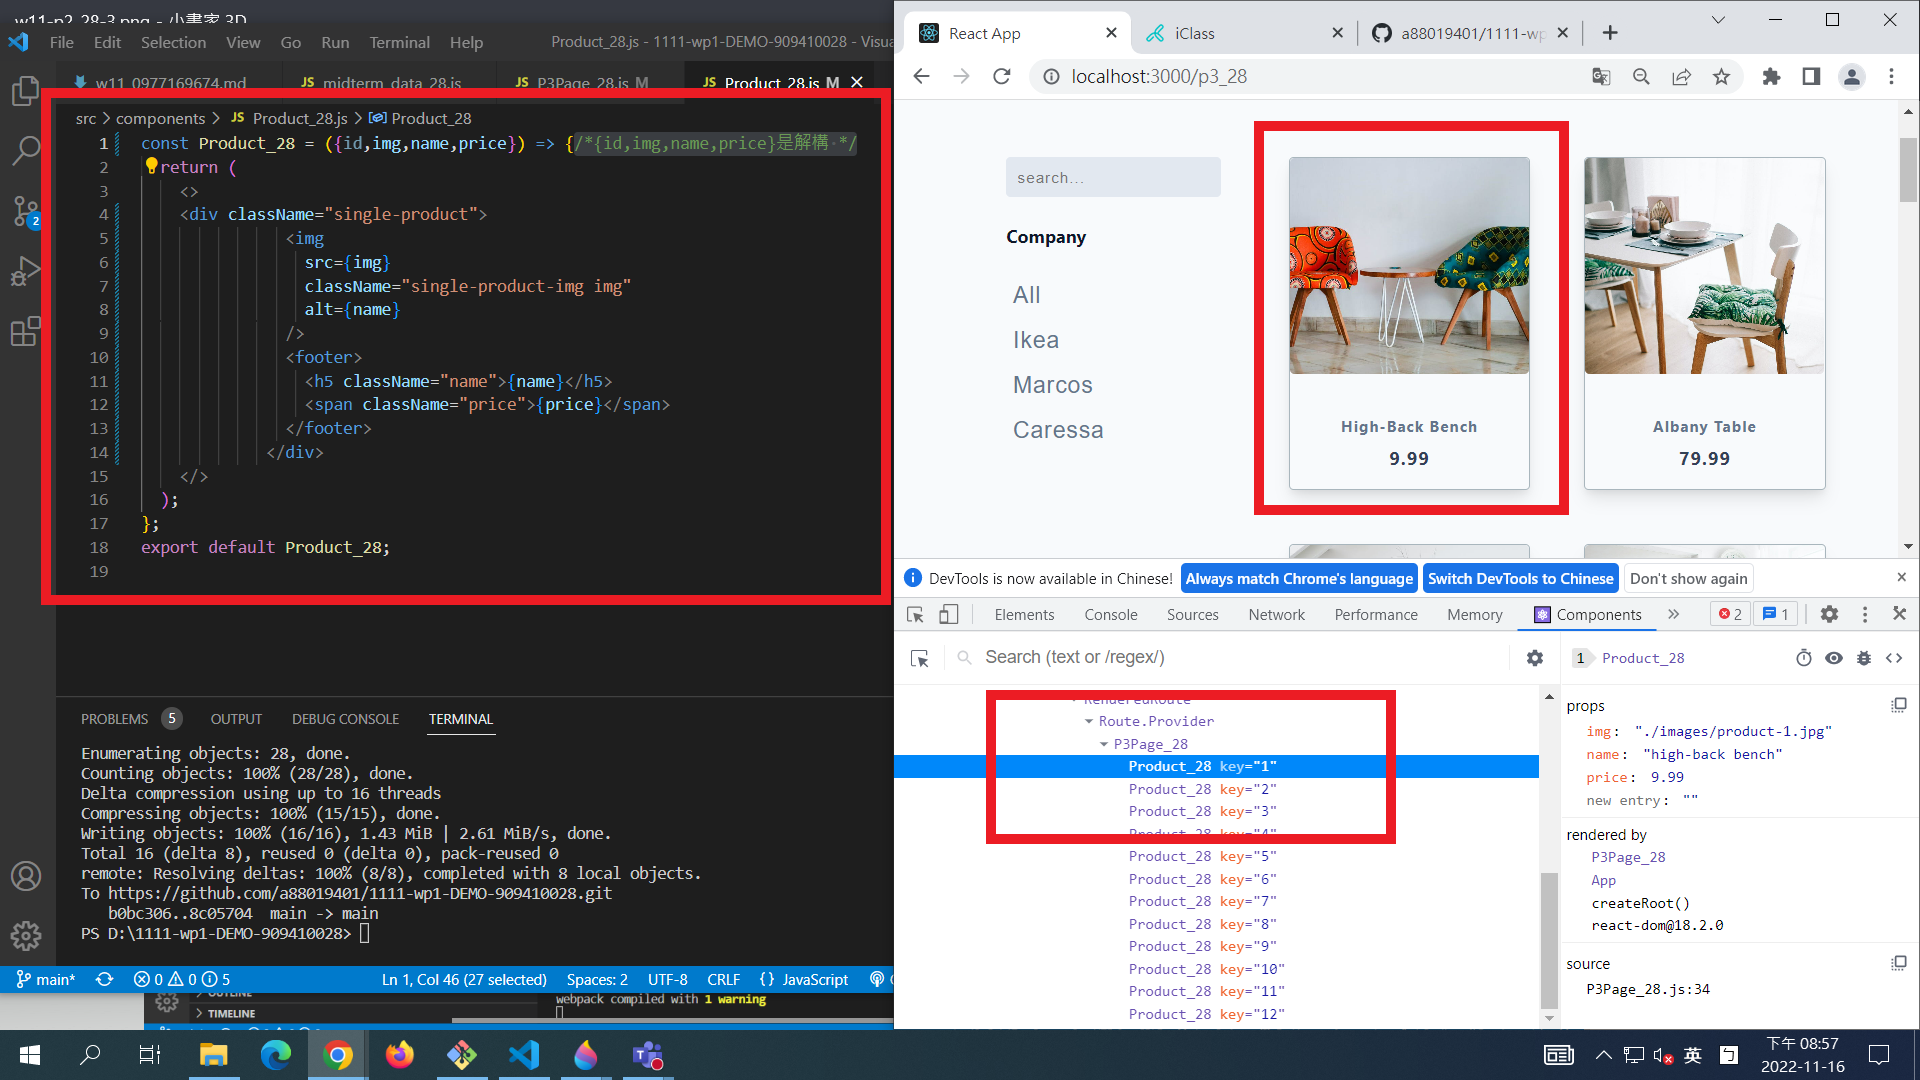 w11-p2_28-3.png - 小畫家 3D
File Edit Selection View Go Run Terminal Help
Product_28.js - 1111-wp1-DEMO-909410028 - Visua
w11_0977169674.md
JS midterm_data_28.js
JS P3Page_28.js M
JS Product_28.js M
src > components > JS Product_28.js > Product_28
1 const Product_28 = ({id,img,name,price}) => {/*{id,img,name,price}是解構 */
2 return (
3 <>
4 <div className="single-product">
5 <img
6 src={img}
7 className="single-product-img img"
8 alt={name}
9 />
10 <footer>
11 <h5 className="name">{name}</h5>
12 <span className="price">{price}</span>
13 </footer>
14 </div>
15 </>
16 );
17 };
18 export default Product_28;
19
2
PROBLEMS 5 OUTPUT DEBUG CONSOLE TERMINAL
Enumerating objects: 28, done.
Counting objects: 100% (28/28), done.
Delta compression using up to 16 threads
Compressing objects: 100% (15/15), done.
Writing objects: 100% (16/16), 1.43 MiB | 2.61 MiB/s, done.
Total 16 (delta 8), reused 0 (delta 0), pack-reused 0
remote: Resolving deltas: 100% (8/8), completed with 8 local objects.
To https://github.com/a88019401/1111-wp1-DEMO-909410028.git
b0bc306..8c05704 main -> main
PS D:\1111-wp1-DEMO-909410028>
main* 0 0 5 Ln 1, Col 46 (27 selected) Spaces: 2 UTF-8 CRLF {} JavaScript
OUTLINE
TIMELINE
webpack compiled with 1 warning
React App
iClass
a88019401/1111-wp
localhost:3000/p3_28
search...
Company
All
Ikea
Marcos
Caressa
High-Back Bench
9.99
Albany Table
79.99
DevTools is now available in Chinese! Always match Chrome's language Switch DevTools to Chinese Don't show again
Elements Console Sources Network Performance Memory Components » 2 1
Search (text or /regex/)
RenderedRoute
Route.Provider
P3Page_28
Product_28 key="1"
Product_28 key="2"
Product_28 key="3"
Product_28 key="4"
Product_28 key="5"
Product_28 key="6"
Product_28 key="7"
Product_28 key="8"
Product_28 key="9"
Product_28 key="10"
Product_28 key="11"
Product_28 key="12"
1 Product_28
props
img: "./images/product-1.jpg"
name: "high-back bench"
price: 9.99
new entry: ""
rendered by
P3Page_28
App
createRoot()
react-dom@18.2.0
source
P3Page_28.js:34
英
下午 08:57
2022-11-16